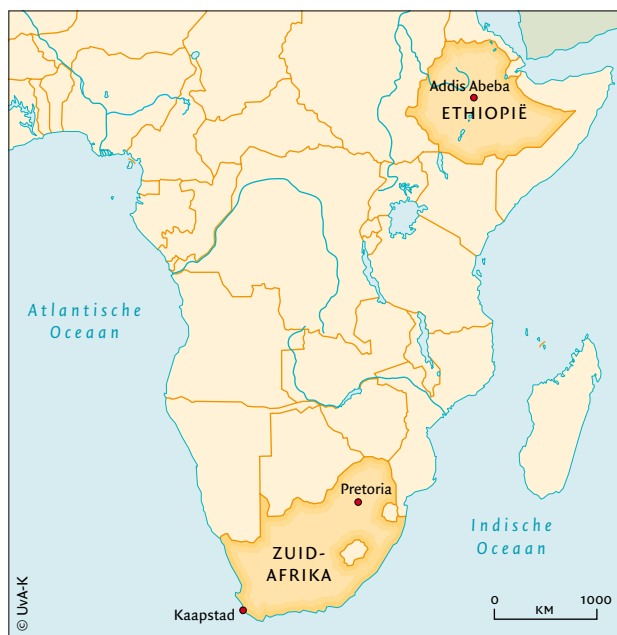 Addis Abeba
ETHIOPIË
Atlantische
Oceaan
Pretoria
Indische
Oceaan
ZUID-
AFRIKA
Kaapstad
0 1000
KM
© UvA-K